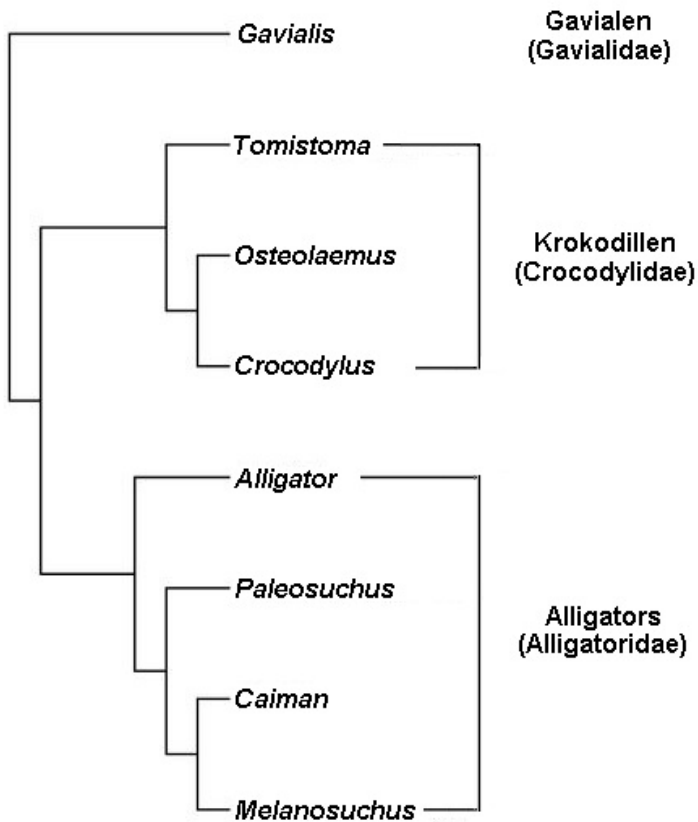 Gavialis
Gavialen
(Gavialidae)
Tomistoma
Osteolaemus
Krokodillen
(Crocodylidae)
Crocodylus
Alligator
Paleosuchus
Alligators
(Alligatoridae)
Caiman
Melanosuchus